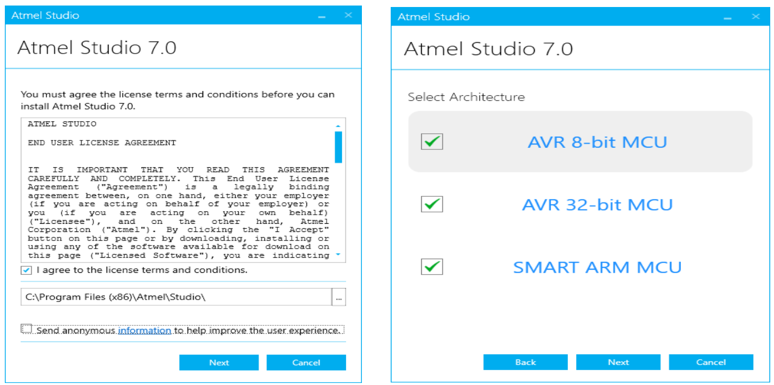 Atmel Studio
Atmel Studio 7.0
You must agree the license terms and conditions before you can
install Atmel Studio 7.0.
ATMEL STUDIO
END USER LICENSE AGREEMENT
IT IS IMPORTANT THAT YOU READ THIS AGREEMENT
CAREFULLY AND COMPLETELY. This End User License
Agreement ("Agreement") is a legally binding
agreement between, on one hand, either your employer
(if you are acting on behalf of your employer) or
you (if you are acting on your own behalf)
("Licensee"), and on the other hand, Atmel
Corporation ("Atmel"). By clicking the "I Accept"
button on this page or by downloading, installing or
using any of the software available for download on
this page ("Licensed Software"), you are indicating
I agree to the license terms and conditions.
C:\Program Files (x86)\Atmel\Studio\
...
Send anonymous information to help improve the user experience.
Next
Cancel
Atmel Studio
Atmel Studio 7.0
Select Architecture
AVR 8-bit MCU
AVR 32-bit MCU
SMART ARM MCU
Back
Next
Cancel